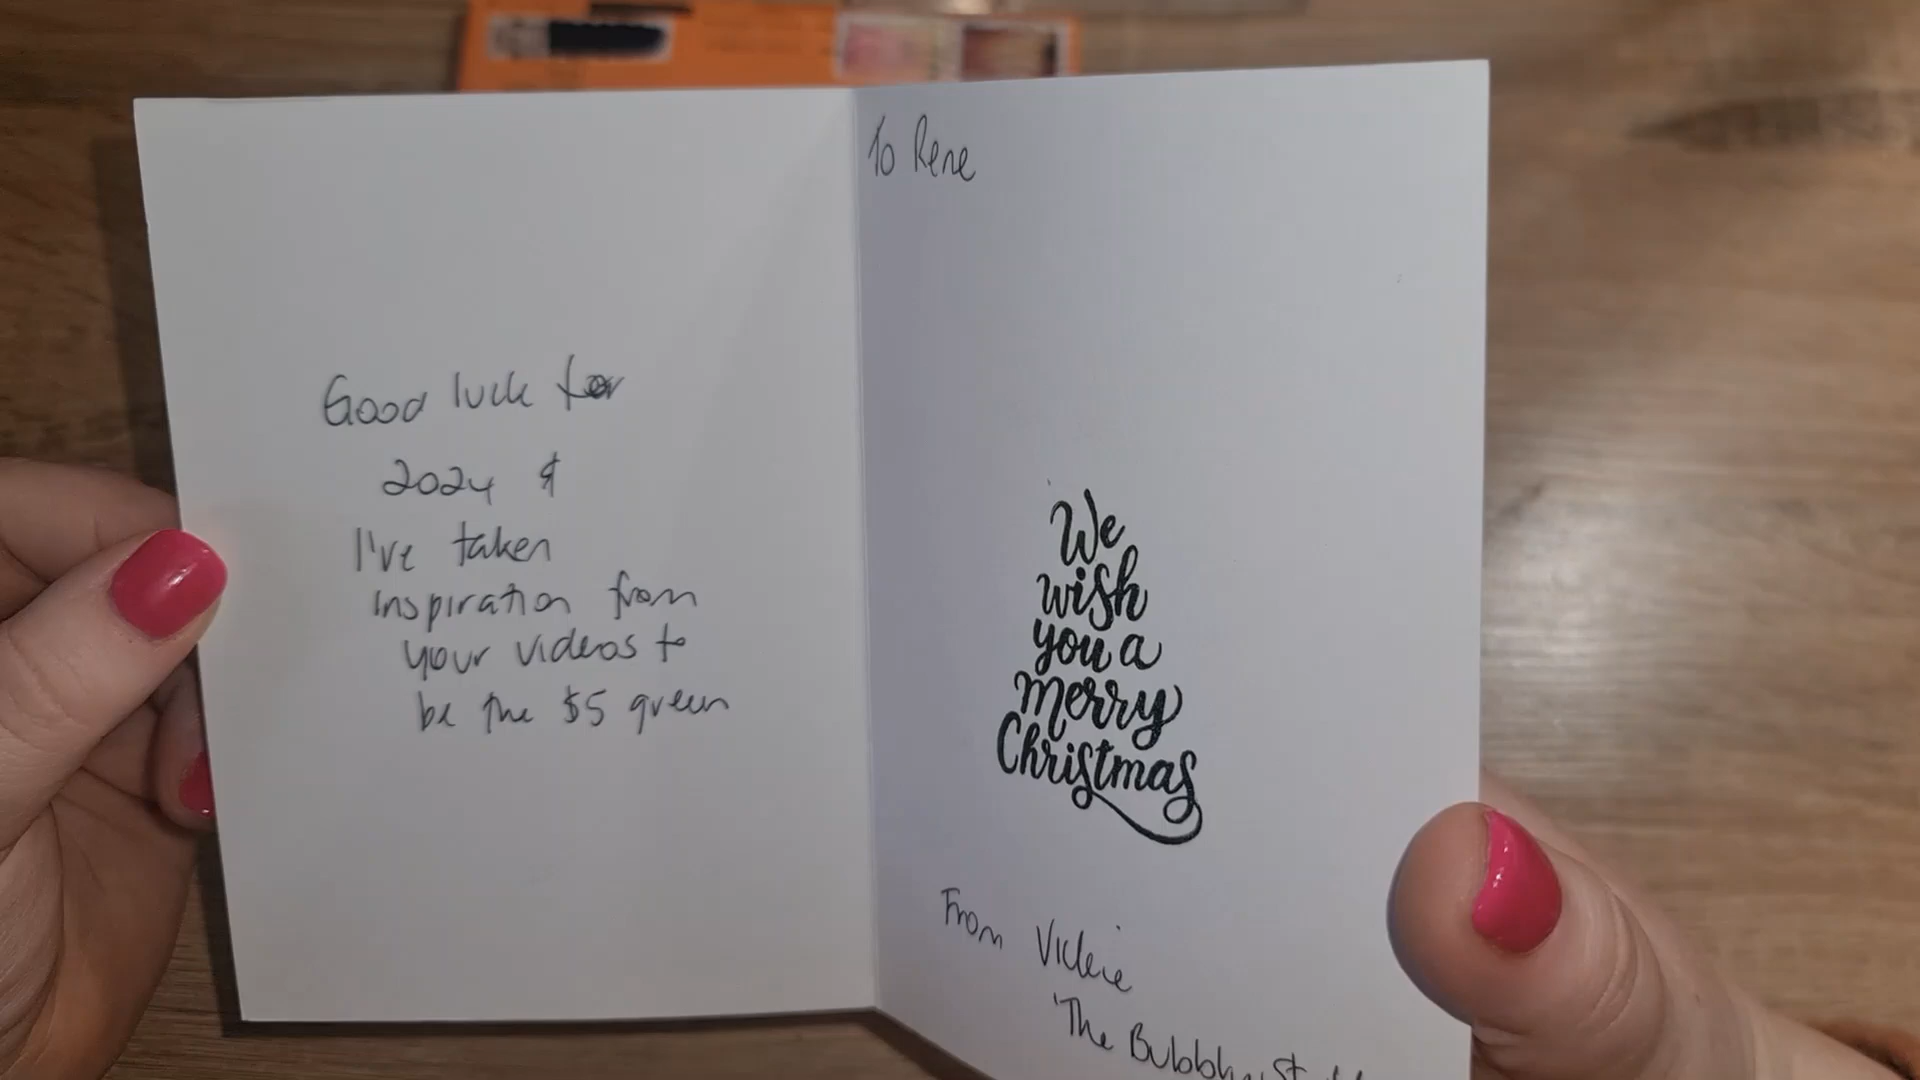 Good luck for
2024 &
I've taken
inspiration from
your videos to
be the $5 queen
To Rene
We
wish
you a
merry
Christmas
From Vickie
'The Bubbly